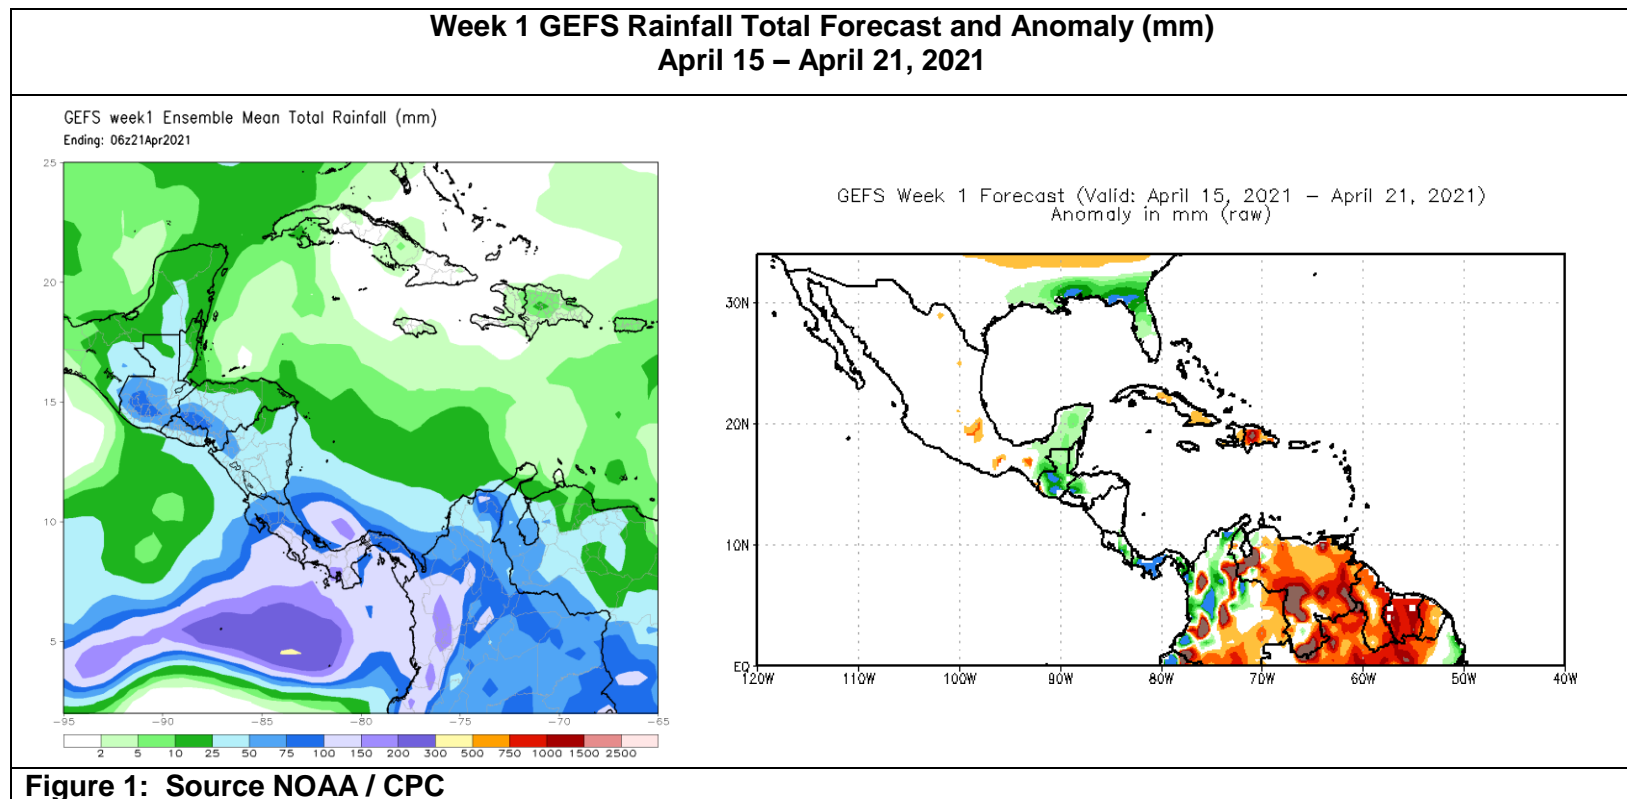 Week 1 GEFS Rainfall Total Forecast and Anomaly (mm)
April 15 – April 21, 2021
GEFS week1 Ensemble Mean Total Rainfall (mm)
Ending: 06z21Apr2021
25
20
15
10
5
-95 -90 -85 -80 -75 -70 -65
2 5 10 25 50 75 100 150 200 300 500 750 1000 1500 2500
GEFS Week 1 Forecast (Valid: April 15, 2021 – April 21, 2021)
Anomaly in mm (raw)
30N
20N
10N
EQ
120W 110W 100W 90W 80W 70W 60W 50W 40W
Figure 1: Source NOAA / CPC